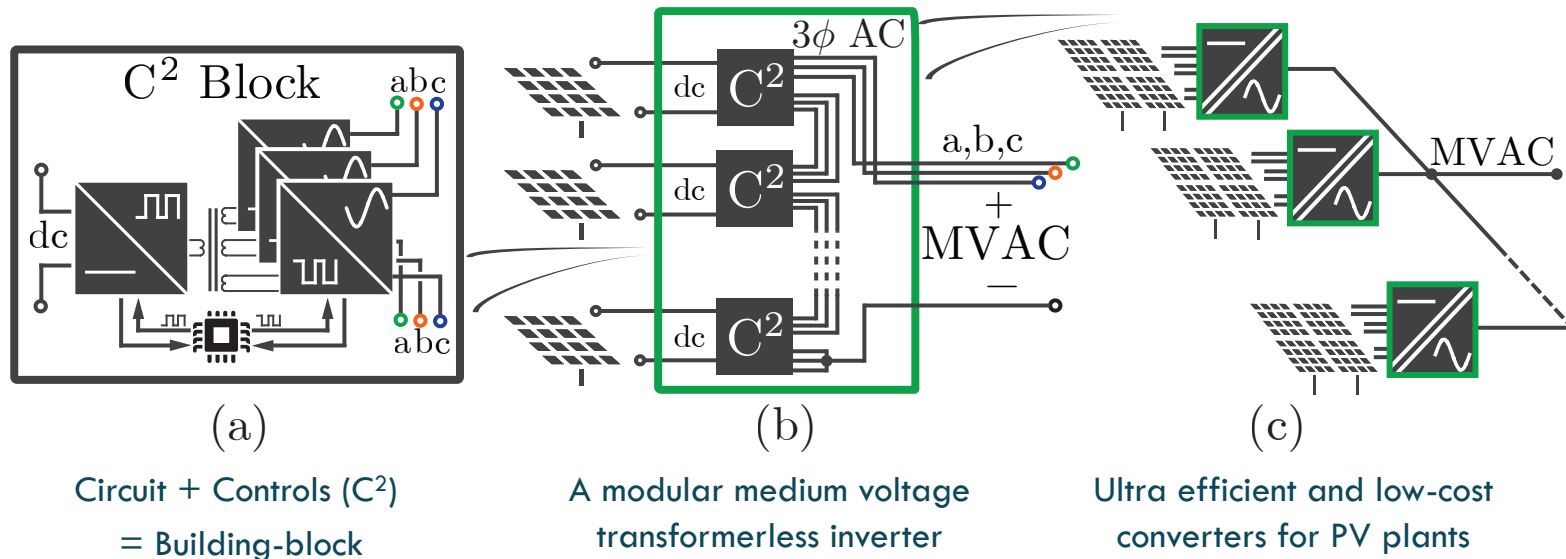 C² Block
abc
dc
abc
(a)
Circuit + Controls (C²)
= Building-block
3ϕ AC
dc
C²
dc
C²
dc
C²
a,b,c
+
MVAC
−
(b)
A modular medium voltage
transformerless inverter
MVAC
(c)
Ultra efficient and low-cost
converters for PV plants